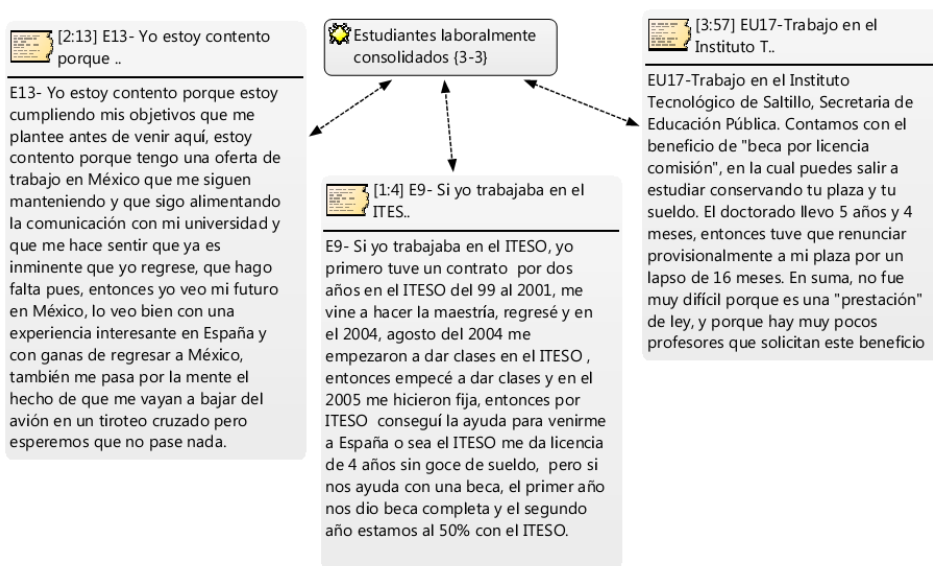 [2:13] E13- Yo estoy contento
porque ..
E13- Yo estoy contento porque estoy
cumpliendo mis objetivos que me
plantee antes de venir aquí, estoy
contento porque tengo una oferta de
trabajo en México que me siguen
manteniendo y que sigo alimentando
la comunicación con mi universidad y
que me hace sentir que ya es
inminente que yo regrese, que hago
falta pues, entonces yo veo mi futuro
en México, lo veo bien con una
experiencia interesante en España y
con ganas de regresar a México,
también me pasa por la mente el
hecho de que me vayan a bajar del
avión en un tiroteo cruzado pero
esperemos que no pase nada.
Estudiantes laboralmente
consolidados {3-3}
[1:4] E9- Si yo trabajaba en el
ITES..
E9- Si yo trabajaba en el ITESO, yo
primero tuve un contrato por dos
años en el ITESO del 99 al 2001, me
vine a hacer la maestría, regresé y en
el 2004, agosto del 2004 me
empezaron a dar clases en el ITESO ,
entonces empecé a dar clases y en el
2005 me hicieron fija, entonces por
ITESO conseguí la ayuda para venirme
a España o sea el ITESO me da licencia
de 4 años sin goce de sueldo, pero si
nos ayuda con una beca, el primer año
nos dio beca completa y el segundo
año estamos al 50% con el ITESO.
[3:57] EU17-Trabajo en el
Instituto T..
EU17-Trabajo en el Instituto
Tecnológico de Saltillo, Secretaria de
Educación Pública. Contamos con el
beneficio de "beca por licencia
comisión", en la cual puedes salir a
estudiar conservando tu plaza y tu
sueldo. El doctorado llevo 5 años y 4
meses, entonces tuve que renunciar
provisionalmente a mi plaza por un
lapso de 16 meses. En suma, no fue
muy difícil porque es una "prestación"
de ley, y porque hay muy pocos
profesores que solicitan este beneficio